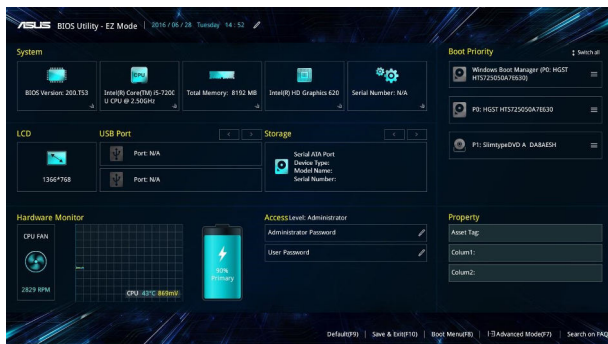 ASUS BIOS Utility - EZ Mode | 2016/06/28 Tuesday 14:52
System
BIOS Version: 200.T53
CPU
Intel(R) Core(TM) i5-7200
U CPU @ 2.50GHz
Total Memory: 8192 MB
Intel(R) HD Graphics 620
Serial Number: N/A
Boot Priority
Switch all
Windows Boot Manager (P0: HGST
HTS725050A7E630)
P0: HGST HTS725050A7E630
P1: SlimtypeDVD A DA8AESH
LCD
1366*768
USB Port
Port: N/A
Port: N/A
Storage
Serial ATA Port
Device Type:
Model Name:
Serial Number:
Hardware Monitor
CPU FAN
2829 RPM
CPU 43°C 869mV
90%
Primary
Access Level: Administrator
Administrator Password
User Password
Property
Asset Tag:
Colum1:
Colum2:
Default(F9) | Save & Exit(F10) | Boot Menu(F8) | Advanced Mode(F7) | Search on FAQ